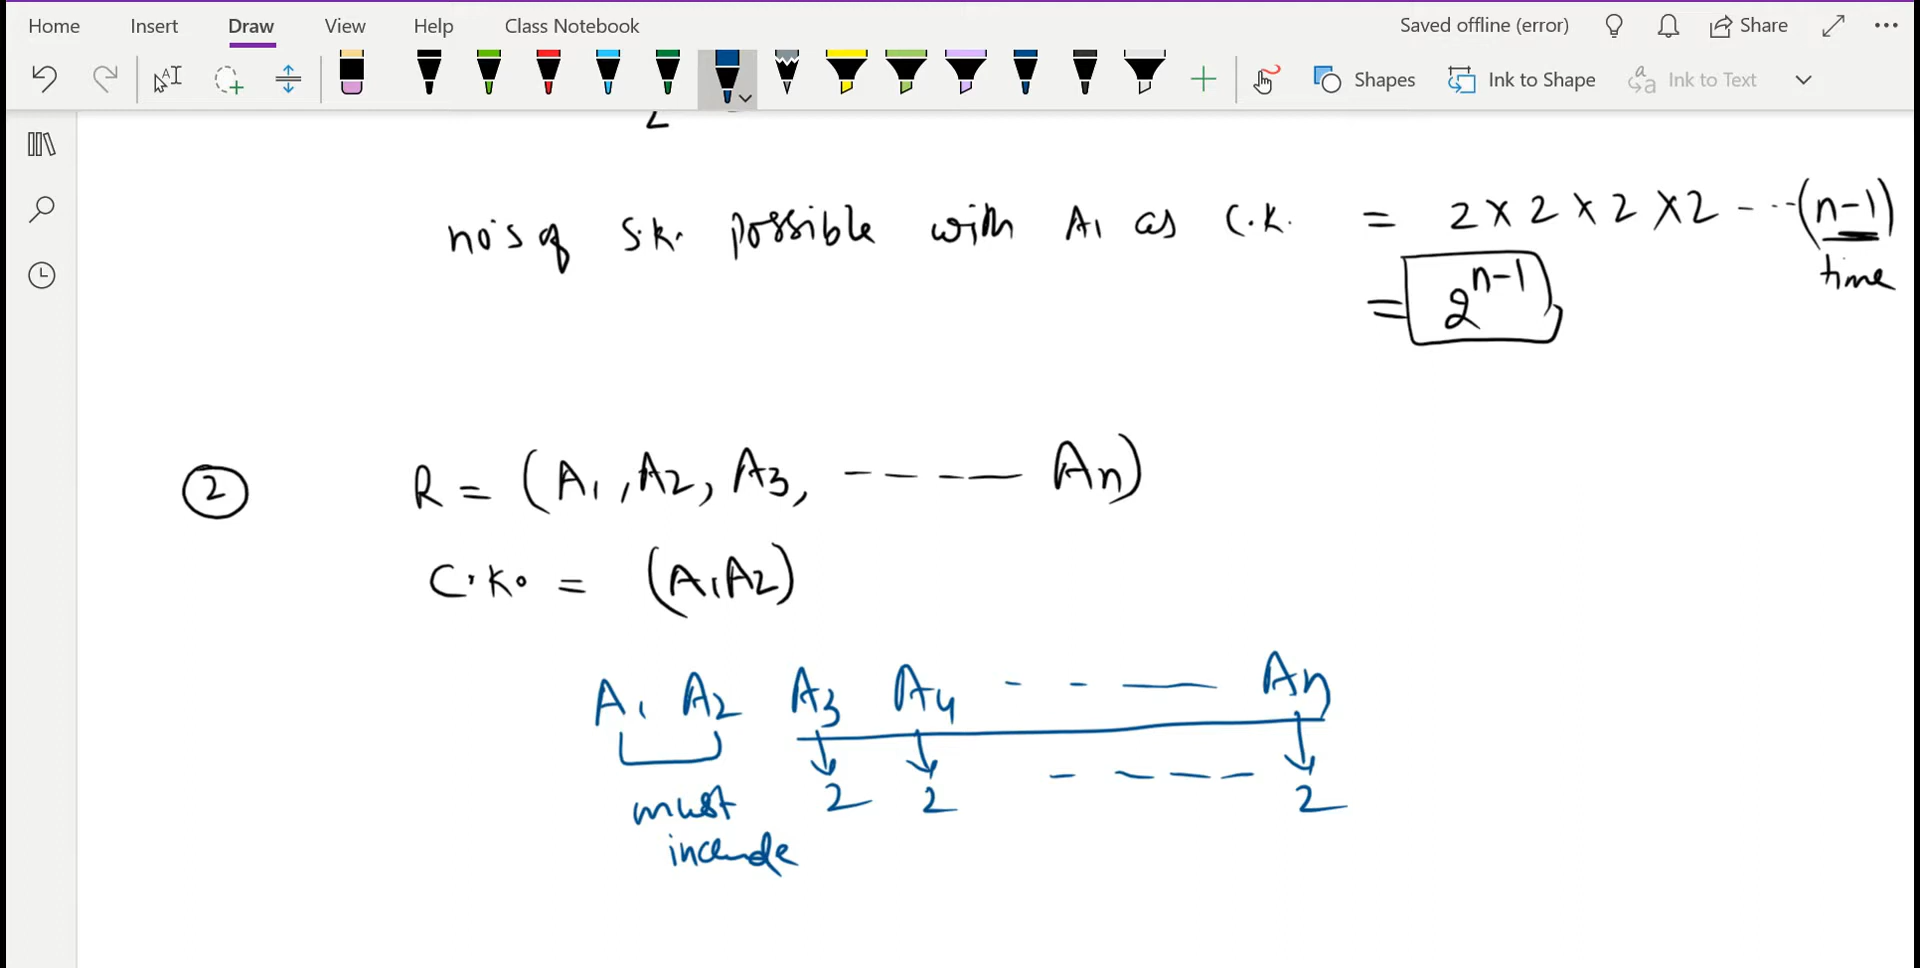 Home Insert Draw View Help Class Notebook Saved offline (error) Share
Shapes Ink to Shape Ink to Text
2
no's of S.K. possible with A1 as C.K. = 2 x 2 x 2 x 2 - - - (n-1) time
= 2^n-1
2 R = (A1, A2, A3, - - - - - An)
C.K. = (A1A2)
A1 A2 A3 A4 - - - An
must include
2 2 - - - - 2